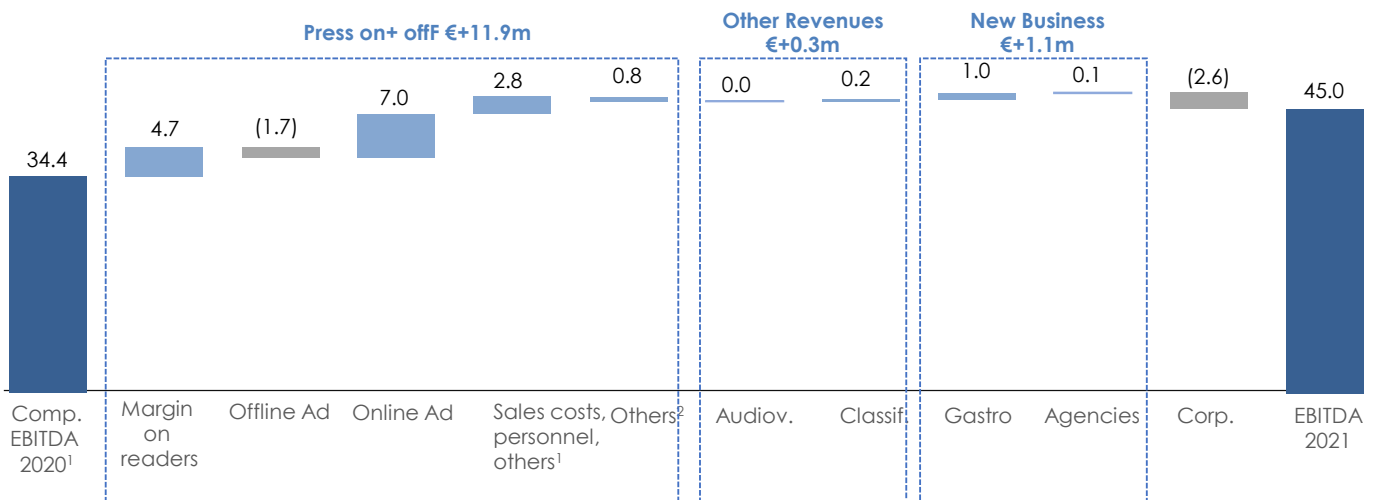 Press on+ offF €+11.9m
Other Revenues
€+0.3m
New Business
€+1.1m
34.4
4.7
(1.7)
7.0
2.8
0.8
0.0
0.2
1.0
0.1
(2.6)
45.0
Comp.
EBITDA
2020¹
Margin
on
readers
Offline Ad
Online Ad
Sales costs,
personnel,
others¹
Others²
Audiov.
Classif
Gastro
Agencies
Corp.
EBITDA
2021